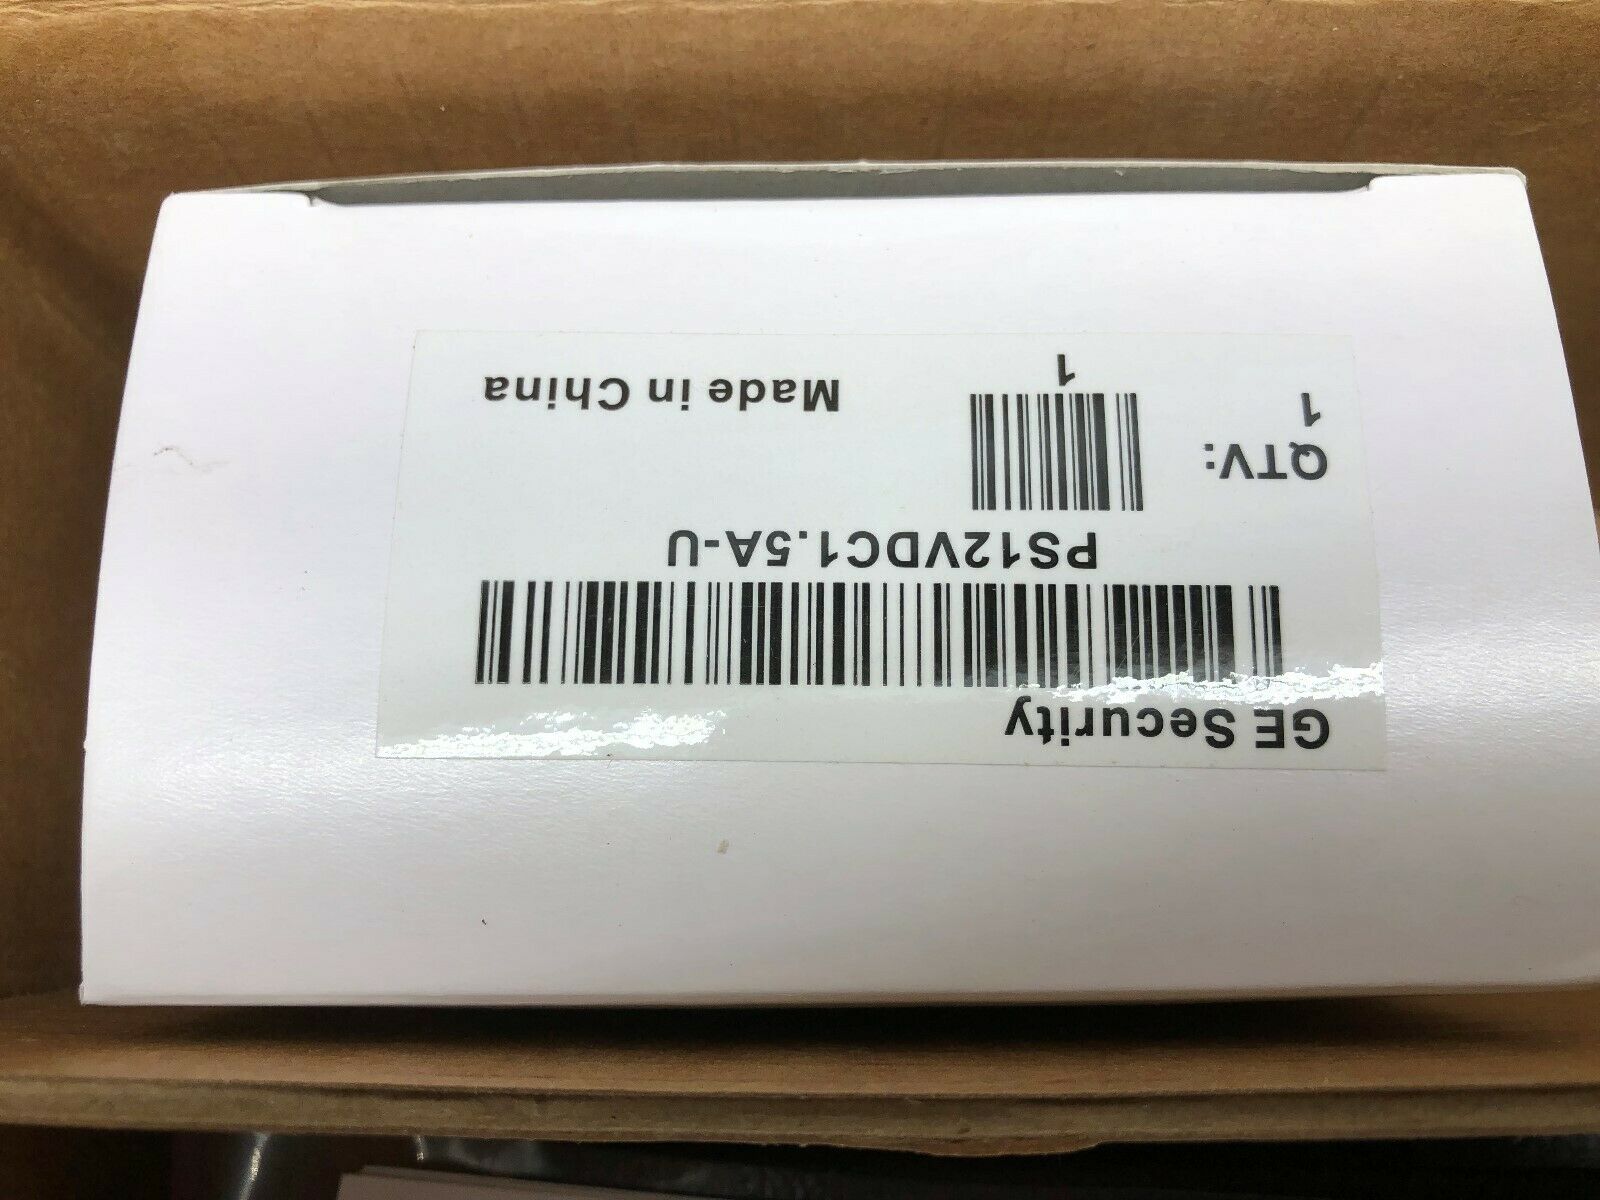 GE Security
PS12VDC1.5A-U
QTV:
1
1
Made in China